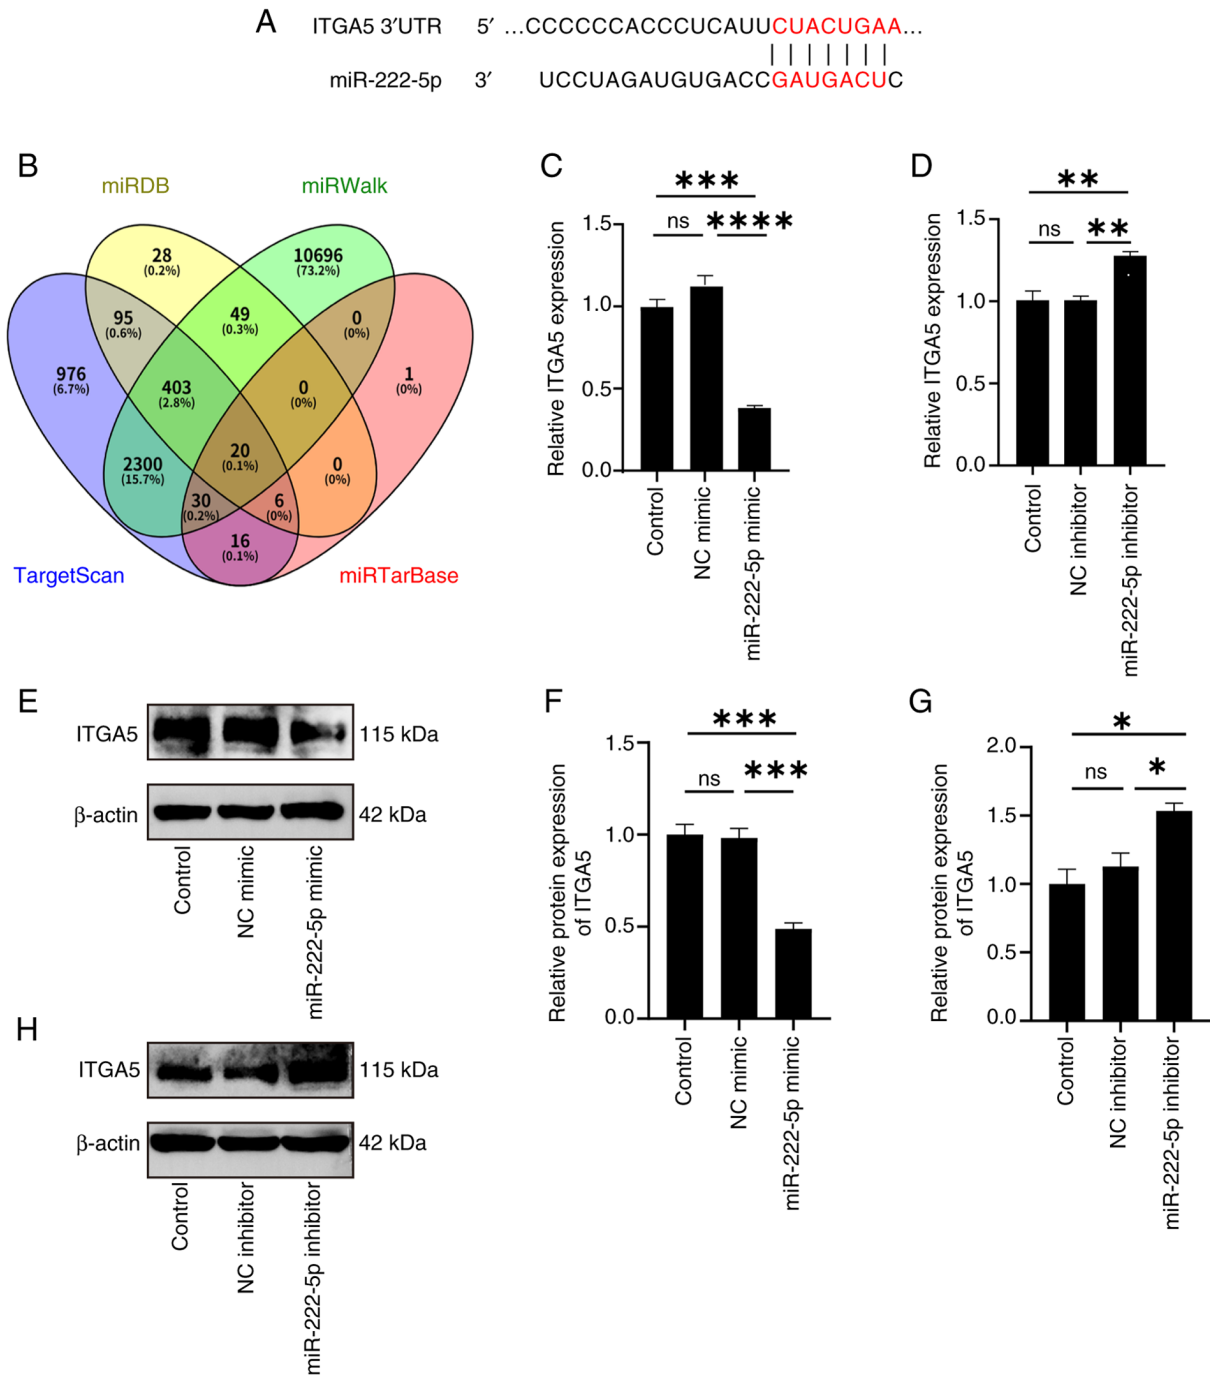 A
ITGA5 3′UTR 5′ ...CCCCCCACCCUCAUUCUACUGAA...
miR-222-5p 3′ UCCUAGAUGUGACCGAUGACUC
B
miRDB miRWalk
28
(0.2%)
10696
(73.2%)
95
(0.6%)
49
(0.3%)
0
(0%)
976
(6.7%)
403
(2.8%)
0
(0%)
1
(0%)
2300
(15.7%)
20
(0.1%)
0
(0%)
30
(0.2%)
6
(0%)
16
(0.1%)
TargetScan miRTarBase
C
Relative ITGA5 expression
1.5
1.0
0.5
0.0
***
ns ****
Control
NC mimic
miR-222-5p mimic
D
Relative ITGA5 expression
1.5
1.0
0.5
0.0
**
ns **
Control
NC inhibitor
miR-222-5p inhibitor
E
ITGA5 115 kDa
β-actin 42 kDa
Control
NC mimic
miR-222-5p mimic
F
Relative protein expression
of ITGA5
1.5
1.0
0.5
0.0
***
ns ***
Control
NC mimic
miR-222-5p mimic
G
Relative protein expression
of ITGA5
2.0
1.5
1.0
0.5
0.0
*
ns *
Control
NC inhibitor
miR-222-5p inhibitor
H
ITGA5 115 kDa
β-actin 42 kDa
Control
NC inhibitor
miR-222-5p inhibitor